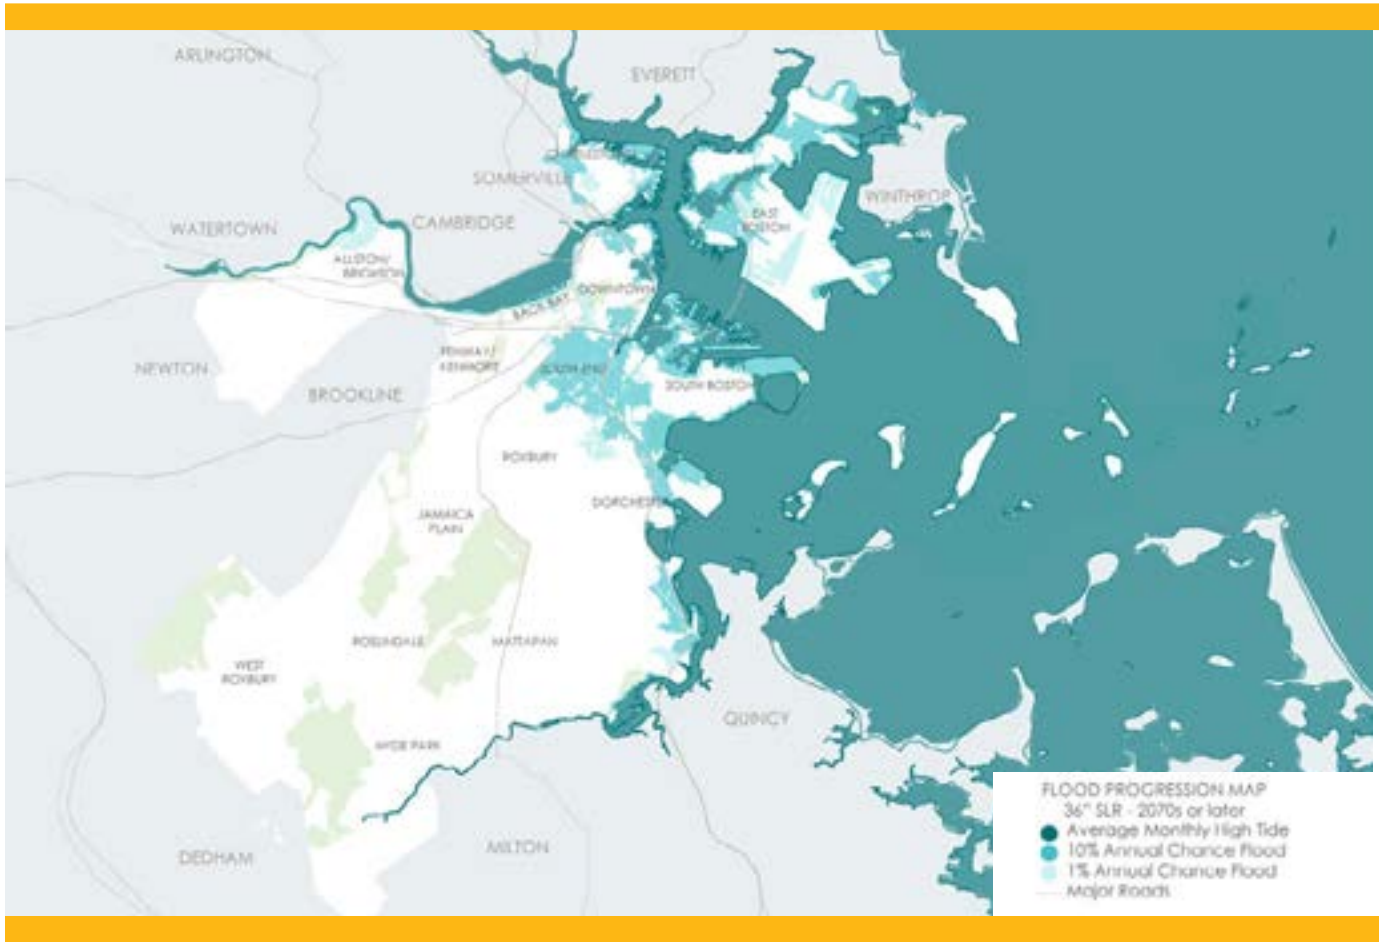 ARLINGTON
EVERETT
SOMERVILLE
WINTHROP
WATERTOWN
CAMBRIDGE
EAST
BOSTON
ALLSTON/
BRIGHTON
DOWNTOWN
BACK BAY
FENWAY/
KENMORE
SOUTH END
NEWTON
BROOKLINE
SOUTH BOSTON
ROXBURY
DORCHESTER
JAMAICA
PLAIN
ROSLINDALE
MATTAPAN
WEST
ROXBURY
QUINCY
HYDE PARK
DEDHAM
MILTON
FLOOD PROGRESSION MAP
36" SLR - 2070s or later
Average Monthly High Tide
10% Annual Chance Flood
1% Annual Chance Flood
Major Roads